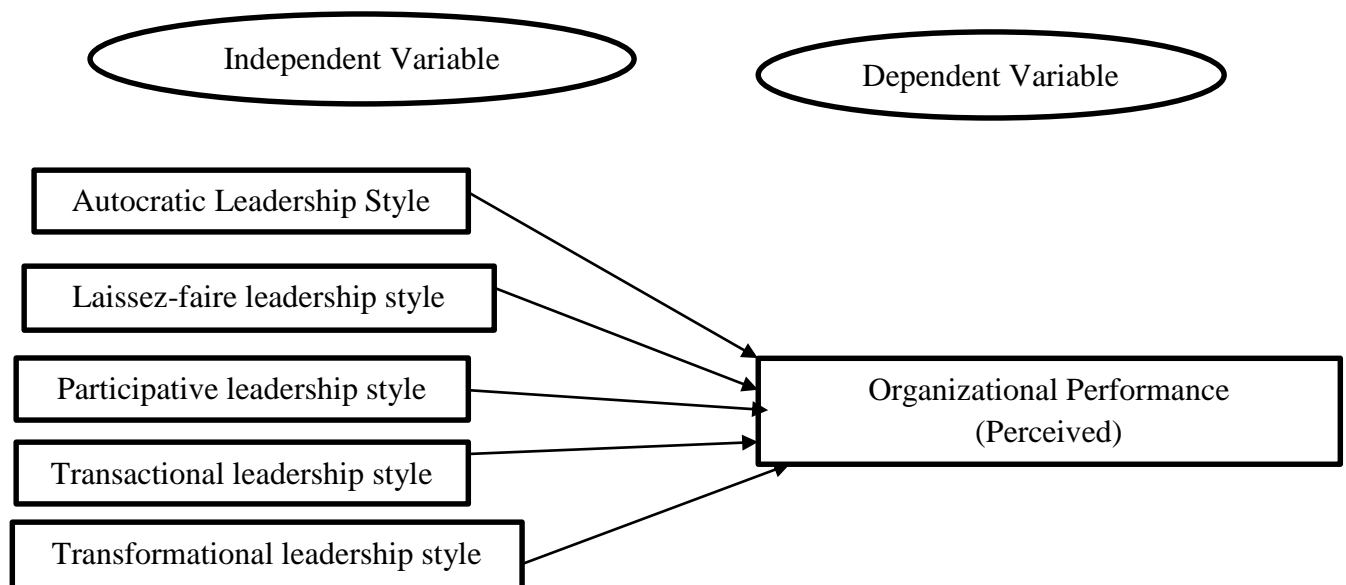 Independent Variable
Dependent Variable
Autocratic Leadership Style
Laissez-faire leadership style
Participative leadership style
Transactional leadership style
Transformational leadership style
Organizational Performance
(Perceived)